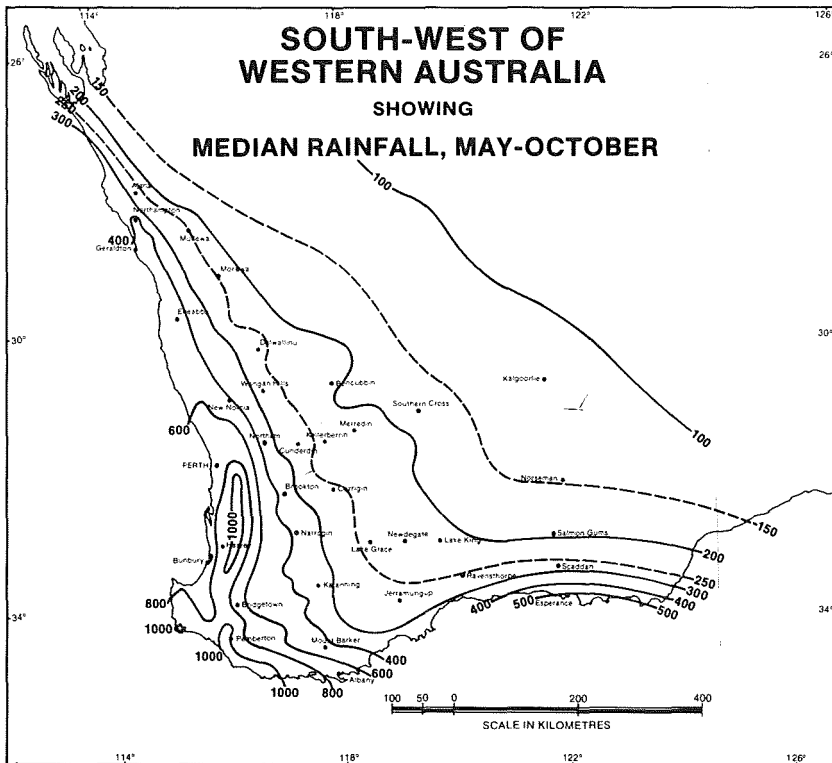 114°
118°
122°
126°
SOUTH-WEST OF
WESTERN AUSTRALIA
SHOWING
MEDIAN RAINFALL, MAY-OCTOBER
26°
26°
150
200
250
300
100
Northampton
400
Geraldton
Mullewa
Morawa
Eneabba
30°
30°
Dalwallinu
Wongan Hills
Bencubbin
Kalgoorlie
Southern Cross
New Norcia
600
Merredin
Northam
Kellerberrin
Cunderdin
100
PERTH
Brookton
Corrigin
Norseman
1000
150
Narrogin
Harvey
Lake Grace
Newdegate
Lake King
Salmon Gums
200
Bunbury
Scaddan
Ravensthorpe
250
Katanning
300
Jerramungup
400
400
500
Esperance
500
800
Bridgetown
34°
34°
1000
Pemberton
Mount Barker
1000
400
600
Albany
1000
800
100 50 0 200 400
SCALE IN KILOMETRES
114°
118°
122°
126°